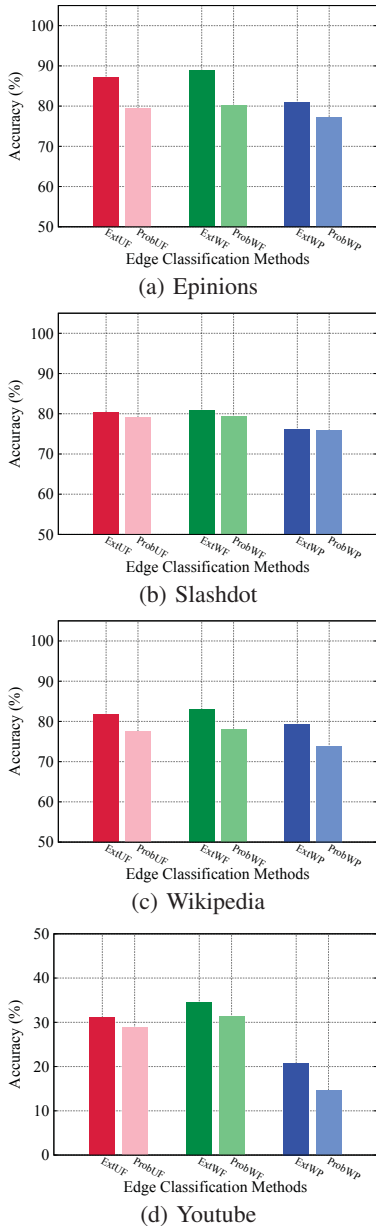 100
90
80
70
60
50
Accuracy (%)
ExtUF ProbUF ExtWF ProbWF ExtWP ProbWP
Edge Classification Methods
(a) Epinions
100
90
80
70
60
50
Accuracy (%)
ExtUF ProbUF ExtWF ProbWF ExtWP ProbWP
Edge Classification Methods
(b) Slashdot
100
90
80
70
60
50
Accuracy (%)
ExtUF ProbUF ExtWF ProbWF ExtWP ProbWP
Edge Classification Methods
(c) Wikipedia
50
40
30
20
10
0
Accuracy (%)
ExtUF ProbUF ExtWF ProbWF ExtWP ProbWP
Edge Classification Methods
(d) Youtube